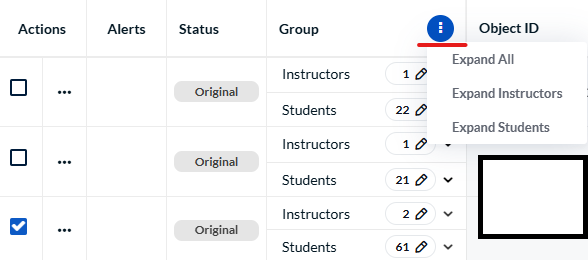 Actions Alerts Status Group Object ID
Expand All
Expand Instructors
Expand Students
Original
Instructors 1
Students 22
Original
Instructors 1
Students 21
Original
Instructors 2
Students 61